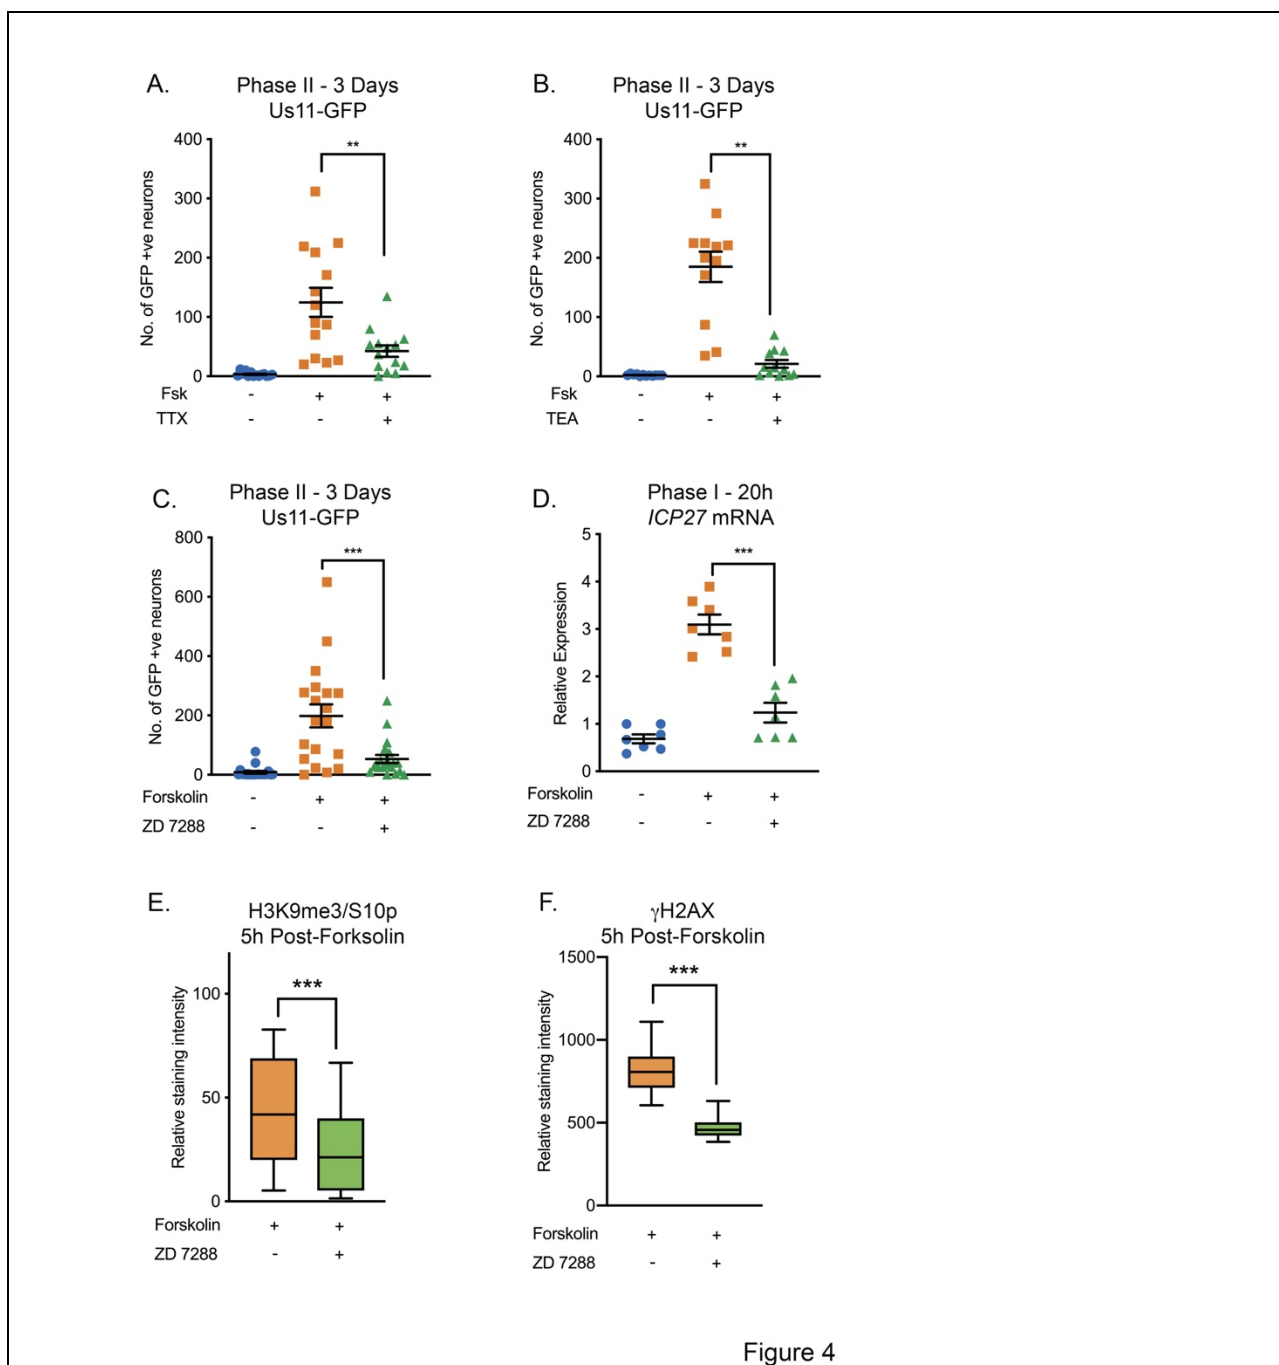 A.
Phase II - 3 Days
Us11-GFP
No. of GFP +ve neurons
400
300
200
100
0
**
Fsk - + +
TTX - - +
B.
Phase II - 3 Days
Us11-GFP
No. of GFP +ve neurons
400
300
200
100
0
**
Fsk - + +
TEA - - +
C.
Phase II - 3 Days
Us11-GFP
No. of GFP +ve neurons
800
600
400
200
0
***
Forskolin - + +
ZD 7288 - - +
D.
Phase I - 20h
ICP27 mRNA
Relative Expression
5
4
3
2
1
0
***
Forskolin - + +
ZD 7288 - - +
E.
H3K9me3/S10p
5h Post-Forksolin
Relative staining intensity
100
50
0
***
Forskolin + +
ZD 7288 - +
F.
γH2AX
5h Post-Forskolin
Relative staining intensity
1500
1000
500
0
***
Forskolin + +
ZD 7288 - +
Figure 4